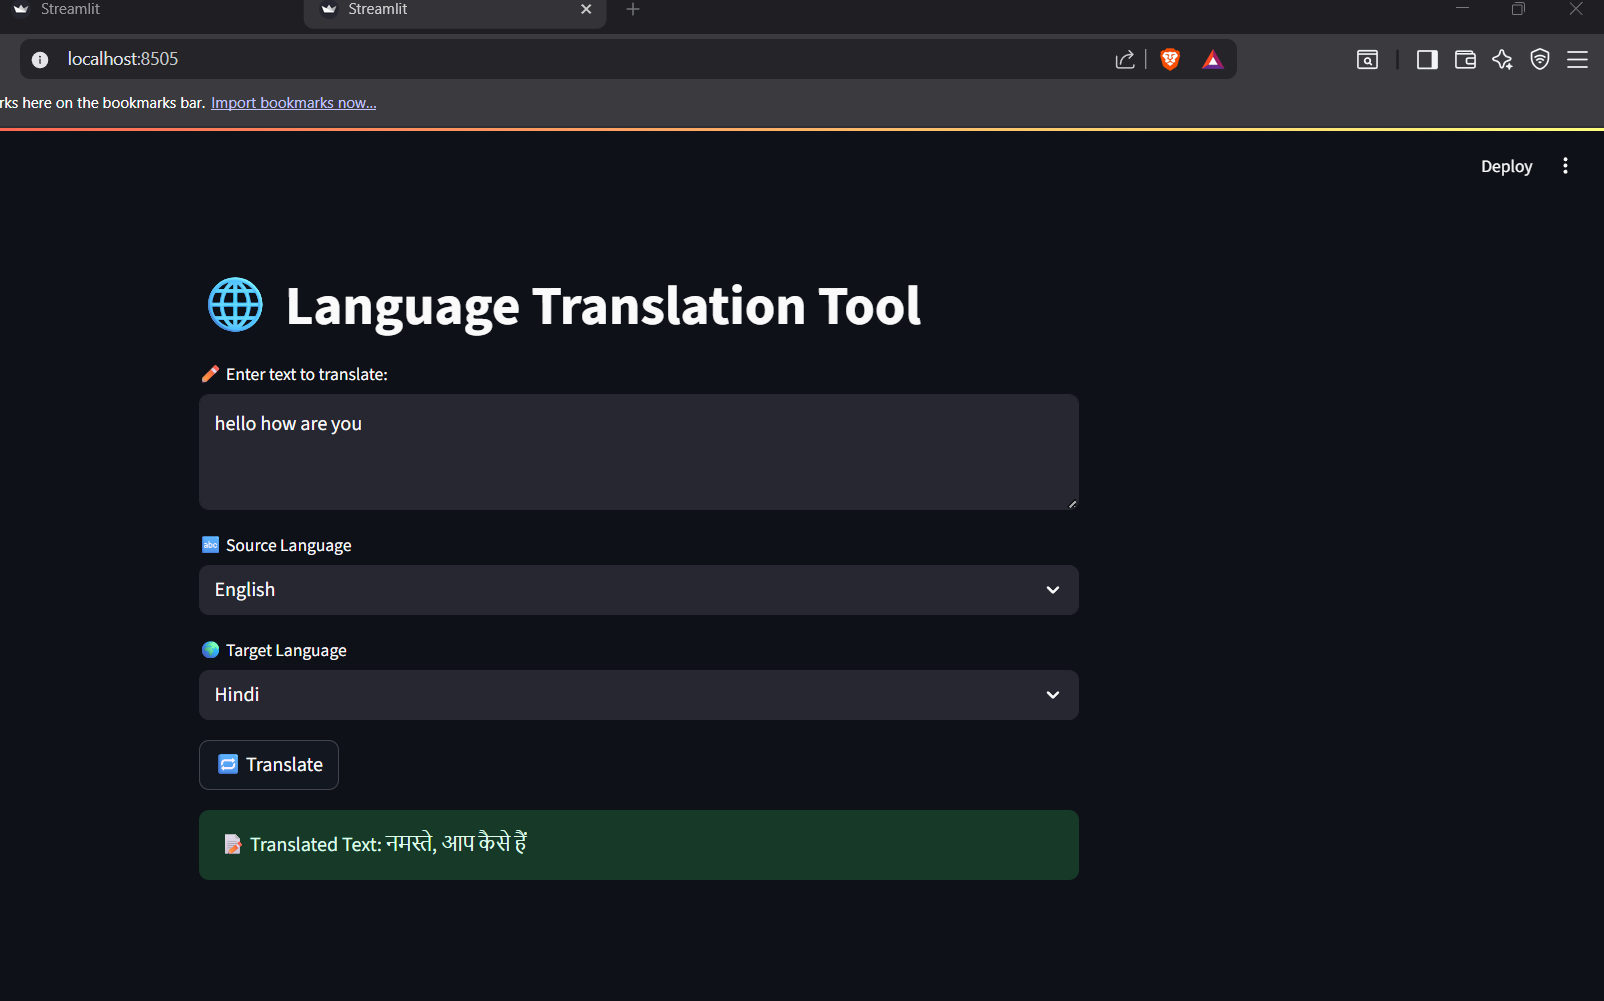 Streamlit
Streamlit
localhost:8505
rks here on the bookmarks bar. Import bookmarks now...
Deploy
Language Translation Tool
Enter text to translate:
hello how are you
abc Source Language
English
Target Language
Hindi
Translate
Translated Text: नमस्ते, आप कैसे हैं